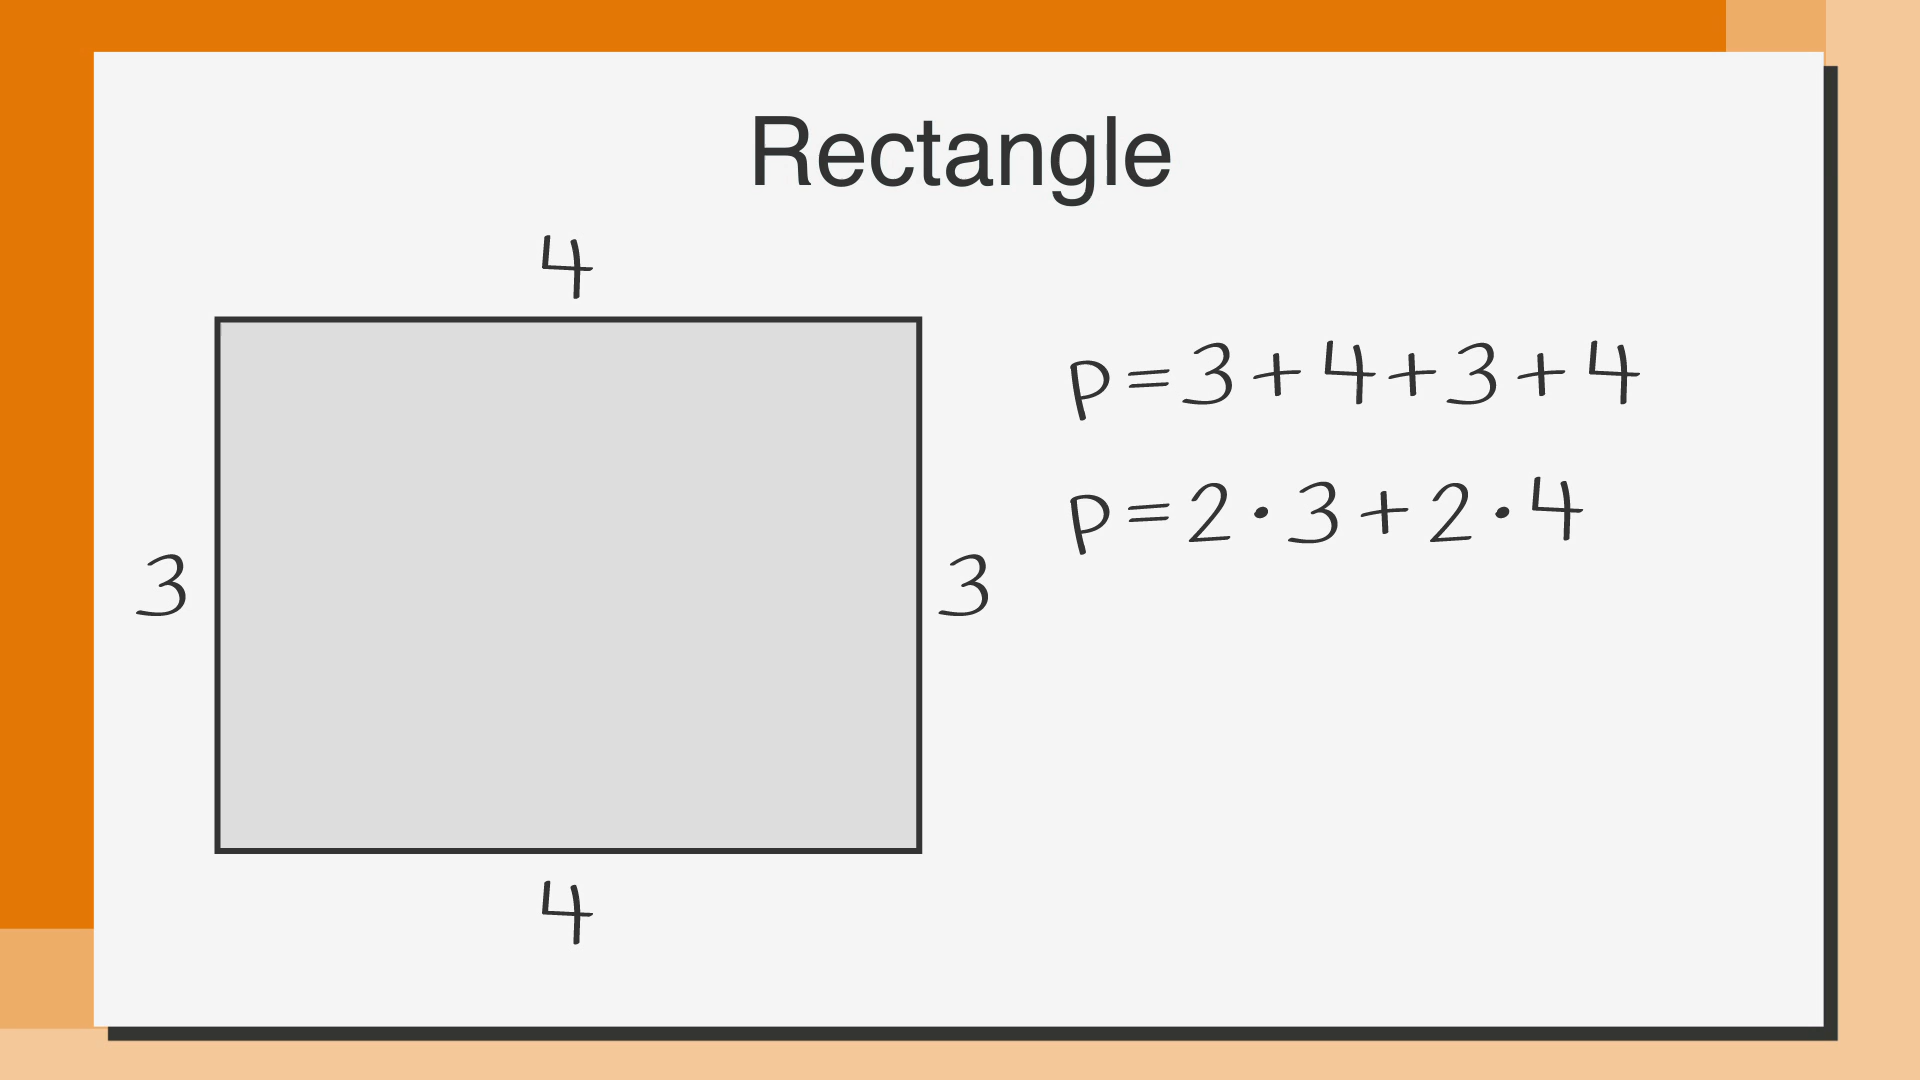 Rectangle
4
p = 3 + 4 + 3 + 4
p = 2 · 3 + 2 · 4
3
3
4